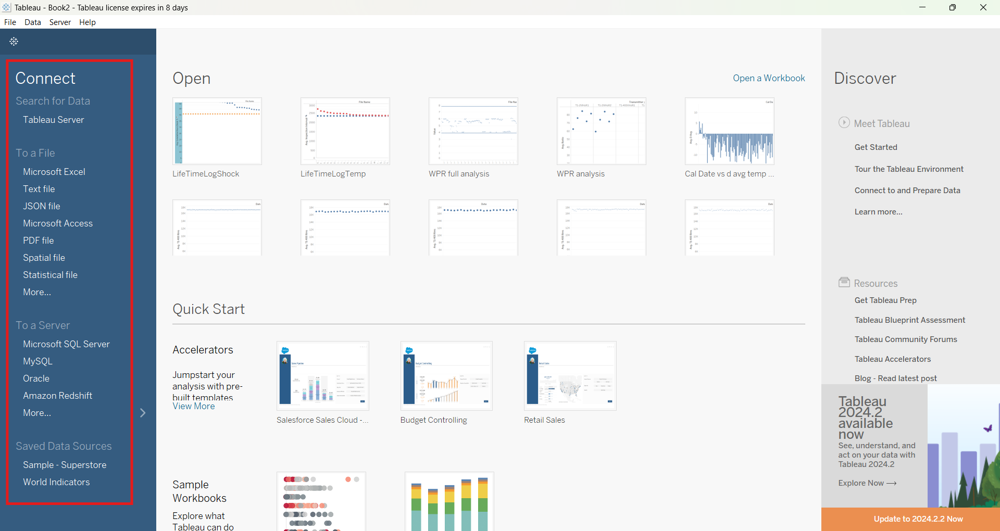 Tableau - Book2 - Tableau license expires in 8 days
File Data Server Help
Connect
Search for Data
Tableau Server
To a File
Microsoft Excel
Text file
JSON file
Microsoft Access
PDF file
Spatial file
Statistical file
More...
To a Server
Microsoft SQL Server
MySQL
Oracle
Amazon Redshift
More...
Saved Data Sources
Sample - Superstore
World Indicators
Open
Open a Workbook
LifeTimeLogShock
LifeTimeLogTemp
WPR full analysis
WPR analysis
Cal Date vs d avg temp ...
Quick Start
Accelerators
Jumpstart your
analysis with pre-
built templates
View More
Salesforce Sales Cloud -...
Budget Controlling
Retail Sales
Sample
Workbooks
Explore what
Tableau can do
Discover
Meet Tableau
Get Started
Tour the Tableau Environment
Connect to and Prepare Data
Learn more...
Resources
Get Tableau Prep
Tableau Blueprint Assessment
Tableau Community Forums
Tableau Accelerators
Blog - Read latest post
Tableau
2024.2
available
now
See, understand, and
act on your data with
Tableau 2024.2
Explore Now →
Update to 2024.2.2 Now